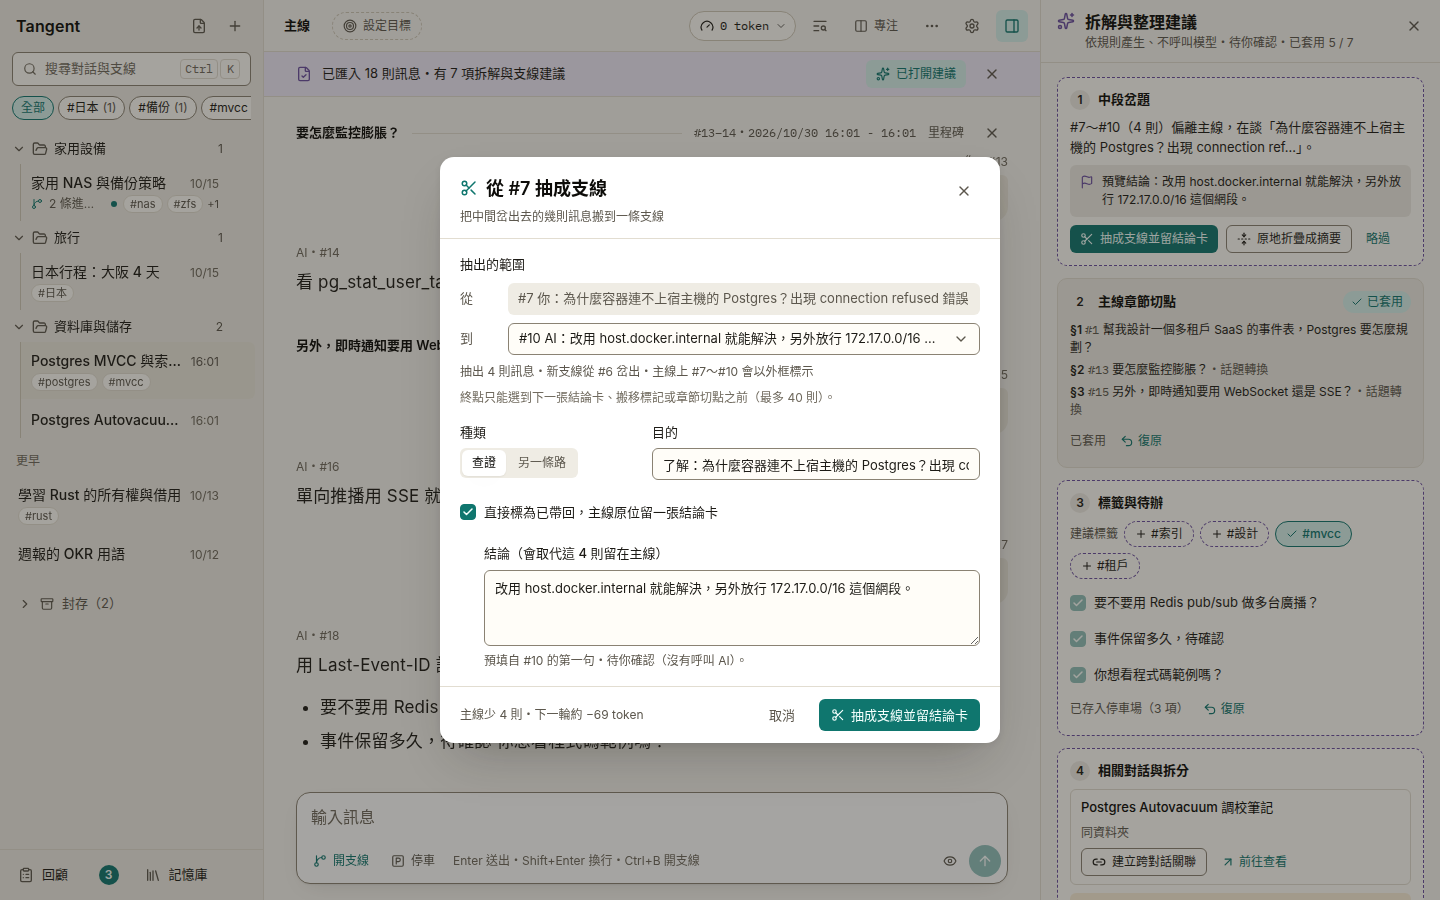 Tangent
搜尋對話與支線
Ctrl K
全部
#日本 (1)
#備份 (1)
#mvcc
家用設備 1
家用 NAS 與備份策略 10/15
2 條進… #nas #zfs +1
旅行 1
日本行程：大阪 4 天 10/15
#日本
資料庫與儲存 2
Postgres MVCC 與索… 16:01
#postgres #mvcc
Postgres Autovacuu… 16:01
更早
學習 Rust 的所有權與借用 10/13
#rust
週報的 OKR 用語 10/12
封存（2）
回顧 3 記憶庫
主線 設定目標
0 token
專注
已匯入 18 則訊息・有 7 項拆解與支線建議
已打開建議
要怎麼監控膨脹？ #13–14・2026/10/30 16:01 - 16:01 里程碑
AI・#14
看 pg_stat_user_ta
另外，即時通知要用 Web
AI・#16
單向推播用 SSE 就
AI・#18
用 Last-Event-ID
要不要用 Redis
事件保留多久，待確認 你想看程式碼範例嗎？
輸入訊息
開支線 停車 Enter 送出・Shift+Enter 換行・Ctrl+B 開支線
從 #7 抽成支線
把中間岔出去的幾則訊息搬到一條支線
抽出的範圍
從 #7 你：為什麼容器連不上宿主機的 Postgres？出現 connection refused 錯誤
到 #10 AI：改用 host.docker.internal 就能解決，另外放行 172.17.0.0/16 …
抽出 4 則訊息・新支線從 #6 岔出・主線上 #7～#10 會以外框標示
終點只能選到下一張結論卡、搬移標記或章節切點之前（最多 40 則）。
種類 目的
查證 另一條路 了解：為什麼容器連不上宿主機的 Postgres？出現 cc
直接標為已帶回，主線原位留一張結論卡
結論（會取代這 4 則留在主線）
改用 host.docker.internal 就能解決，另外放行 172.17.0.0/16 這個網段。
預填自 #10 的第一句・待你確認（沒有呼叫 AI）。
主線少 4 則・下一輪約 −69 token
取消 抽成支線並留結論卡
拆解與整理建議
依規則產生、不呼叫模型・待你確認・已套用 5 / 7
1 中段岔題
#7～#10（4 則）偏離主線，在談「為什麼容器連不上宿主
機的 Postgres？出現 connection ref…」。
預覽結論：改用 host.docker.internal 就能解決，另外放
行 172.17.0.0/16 這個網段。
抽成支線並留結論卡 原地折疊成摘要 略過
2 主線章節切點 已套用
§1 #1 幫我設計一個多租戶 SaaS 的事件表，Postgres 要怎麼規
劃？
§2 #13 要怎麼監控膨脹？・話題轉換
§3 #15 另外，即時通知要用 WebSocket 還是 SSE？・話題轉
換
已套用 復原
3 標籤與待辦
建議標籤 #索引 #設計 #mvcc
#租戶
要不要用 Redis pub/sub 做多台廣播？
事件保留多久，待確認
你想看程式碼範例嗎？
已存入停車場（3 項） 復原
4 相關對話與拆分
Postgres Autovacuum 調校筆記
同資料夾
建立跨對話關聯 前往查看